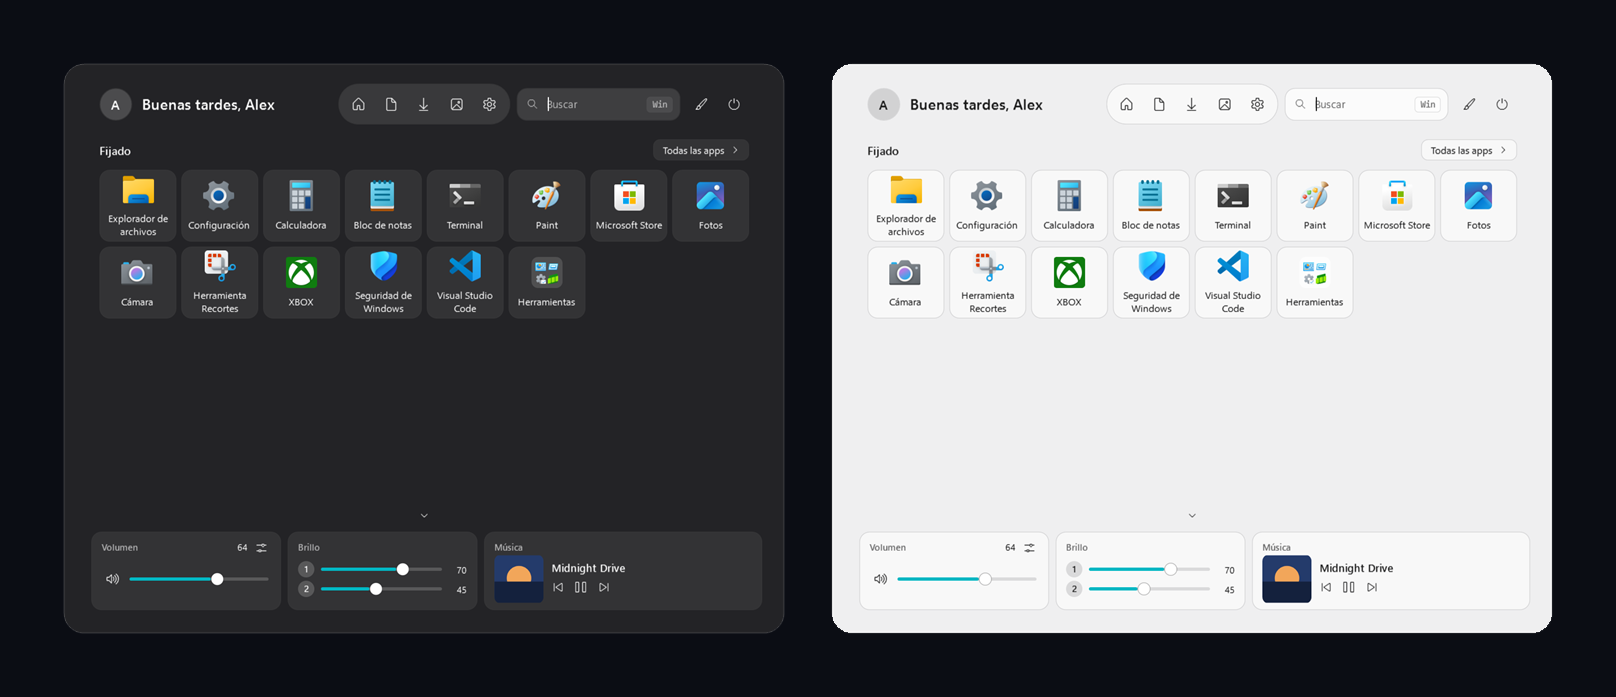 A
Buenas tardes, Alex
Buscar
Win
Fijado
Todas las apps
Explorador de
archivos
Configuración
Calculadora
Bloc de notas
Terminal
Paint
Microsoft Store
Fotos
Cámara
Herramienta
Recortes
XBOX
Seguridad de
Windows
Visual Studio
Code
Herramientas
Volumen
64
Brillo
1
70
2
45
Música
Midnight Drive
A
Buenas tardes, Alex
Buscar
Win
Fijado
Todas las apps
Explorador de
archivos
Configuración
Calculadora
Bloc de notas
Terminal
Paint
Microsoft Store
Fotos
Cámara
Herramienta
Recortes
XBOX
Seguridad de
Windows
Visual Studio
Code
Herramientas
Volumen
64
Brillo
1
70
2
45
Música
Midnight Drive